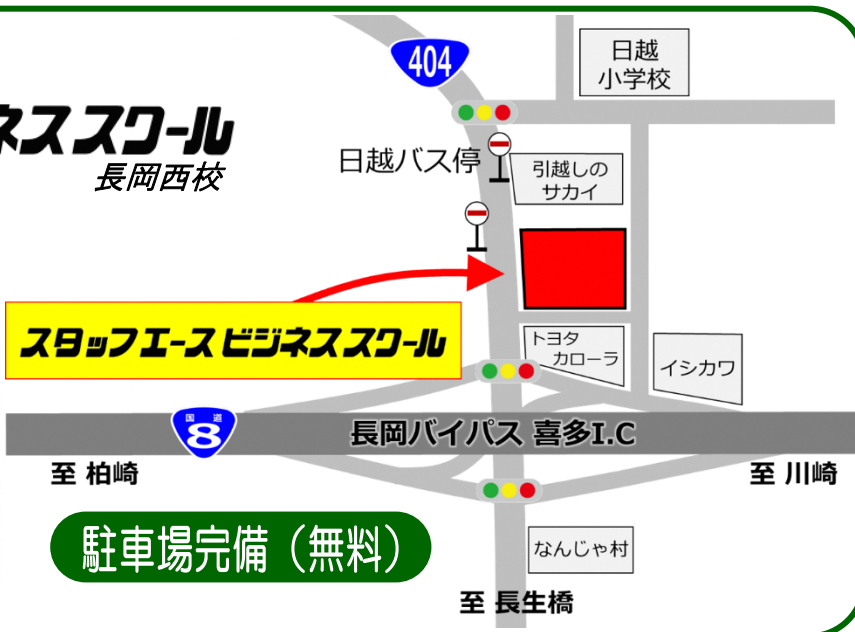 404
日越
小学校
ネススクール
長岡西校
日越バス停
引越しの
サカイ
スタッフエースビジネススクール
トヨタ
カローラ
イシカワ
国道
8
長岡バイパス 喜多I.C
至 柏崎
至 川崎
駐車場完備（無料）
なんじゃ村
至 長生橋